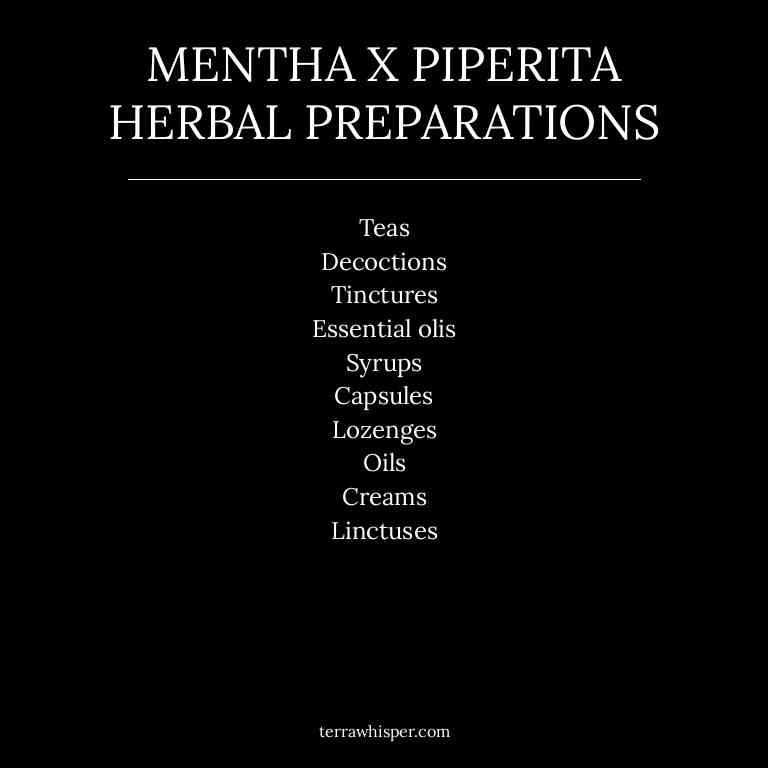 MENTHA X PIPERITA
HERBAL PREPARATIONS
Teas
Decoctions
Tinctures
Essential olis
Syrups
Capsules
Lozenges
Oils
Creams
Linctuses
terrawhisper.com